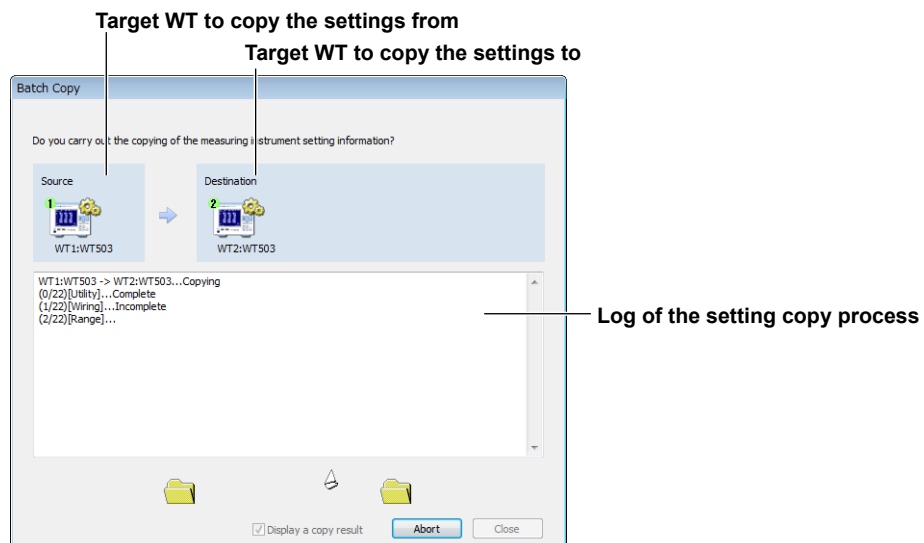 Target WT to copy the settings from
Target WT to copy the settings to
Batch Copy
Do you carry out the copying of the measuring instrument setting information?
Source
Destination
1
2
WT1:WT503
WT2:WT503
WT1:WT503 -> WT2:WT503...Copying
(0/22)[Utility]...Complete
(1/22)[Wiring]...Incomplete
(2/22)[Range]...
Log of the setting copy process
Display a copy result
Abort
Close